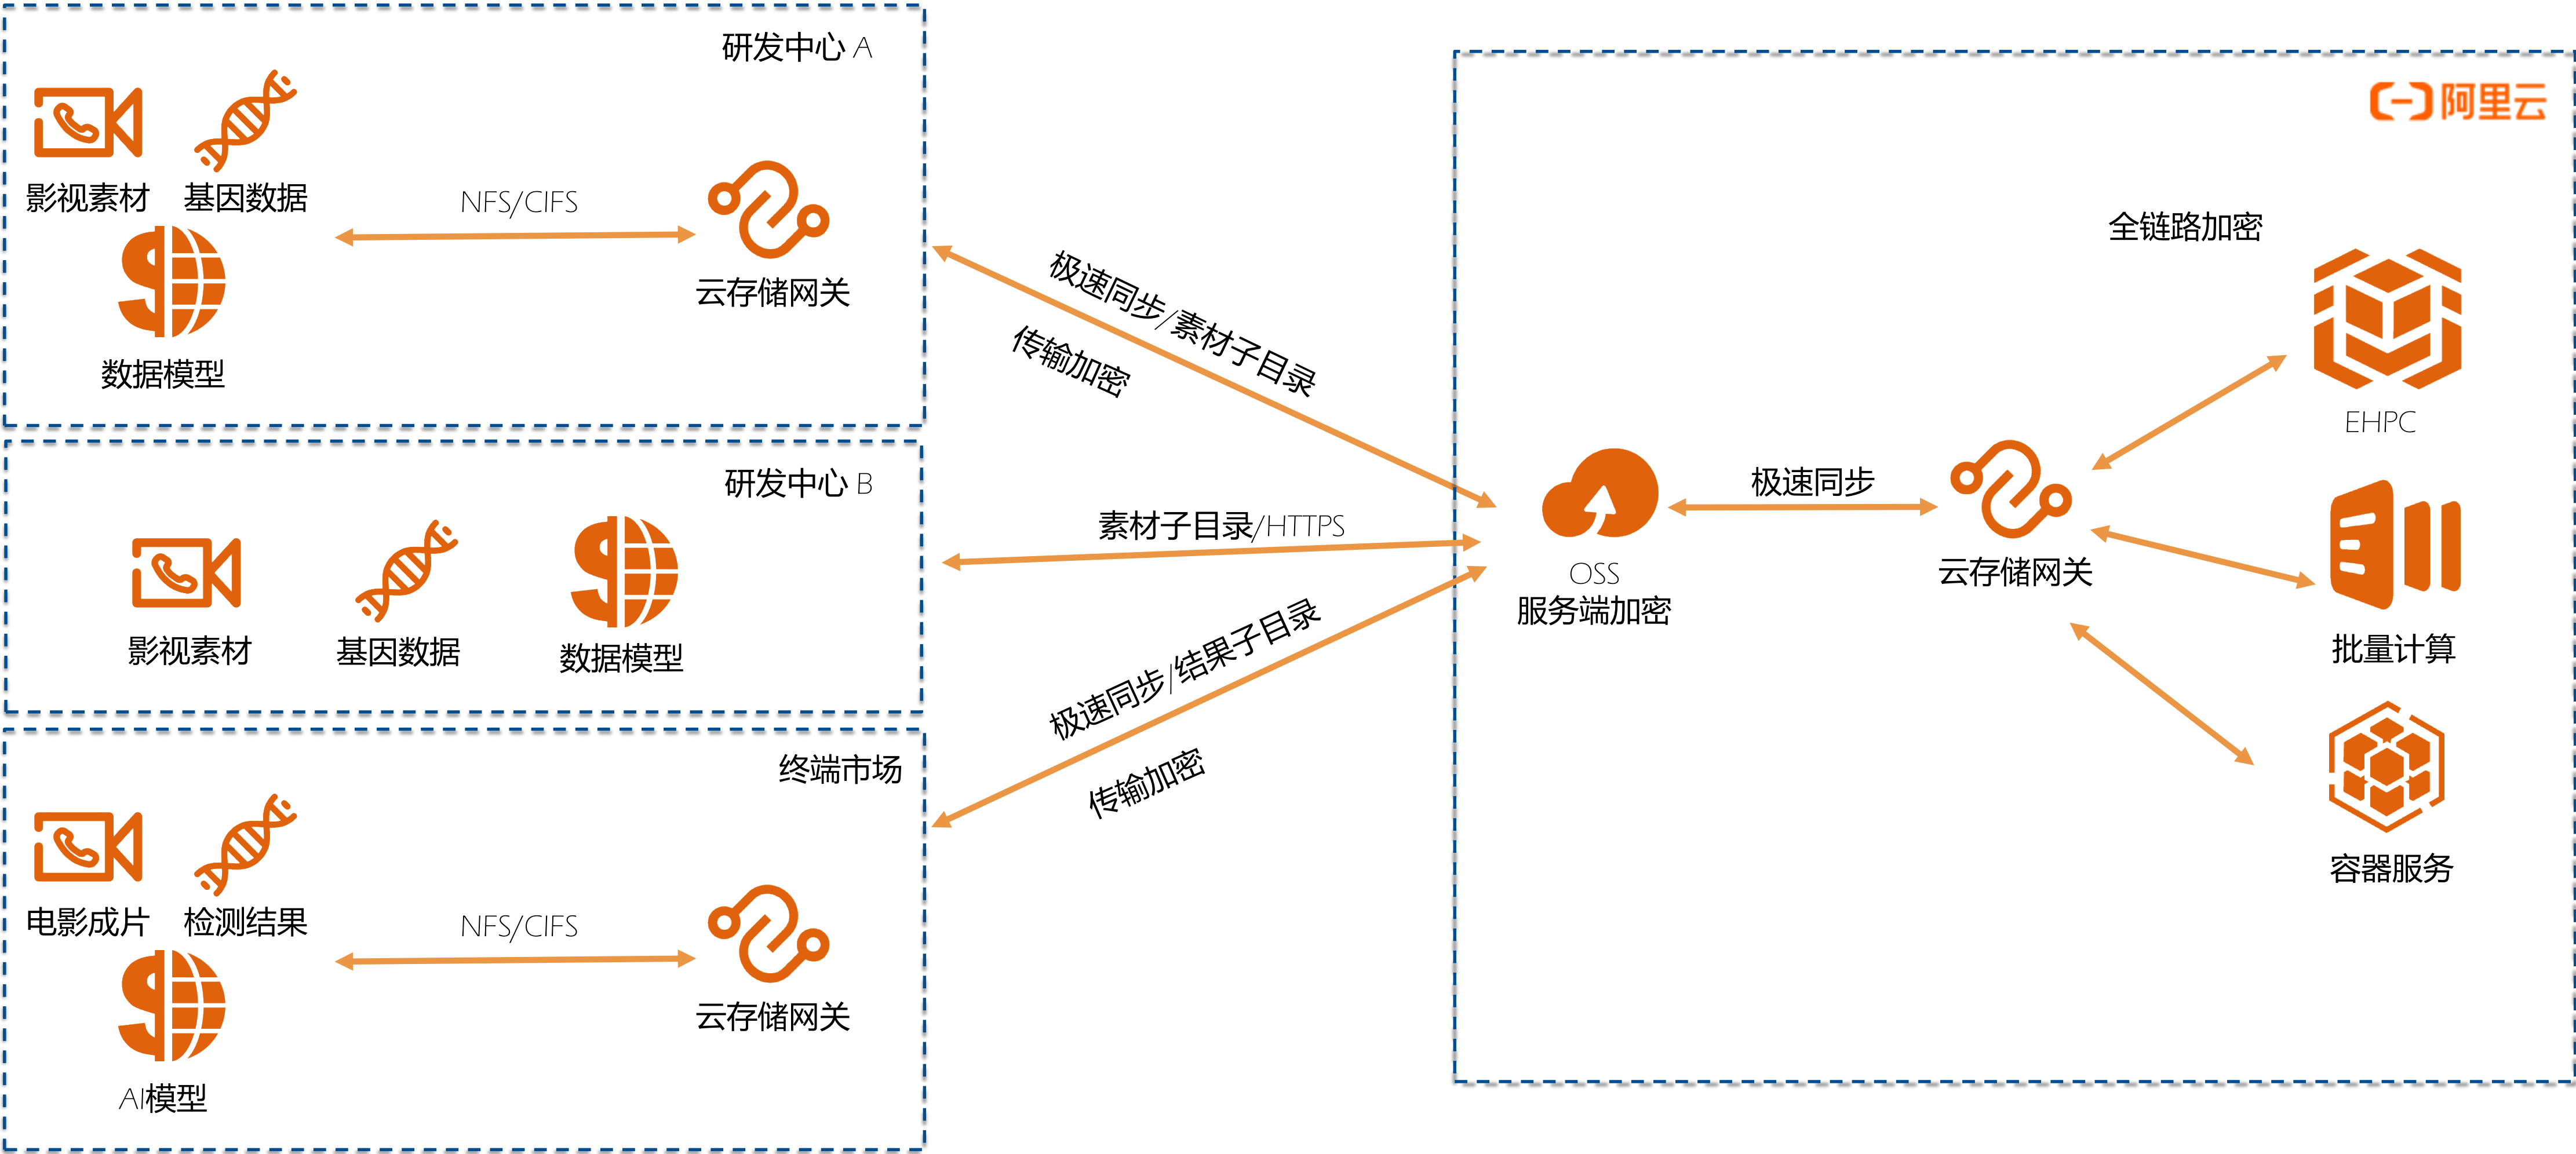 研发中心 A
影视素材
基因数据
NFS/CIFS
云存储网关
数据模型
研发中心 B
影视素材
基因数据
数据模型
终端市场
电影成片
检测结果
NFS/CIFS
云存储网关
AI模型
极速同步/素材子目录
传输加密
素材子目录/HTTPS
极速同步/结果子目录
传输加密
阿里云
全链路加密
EHPC
OSS
服务端加密
极速同步
云存储网关
批量计算
容器服务